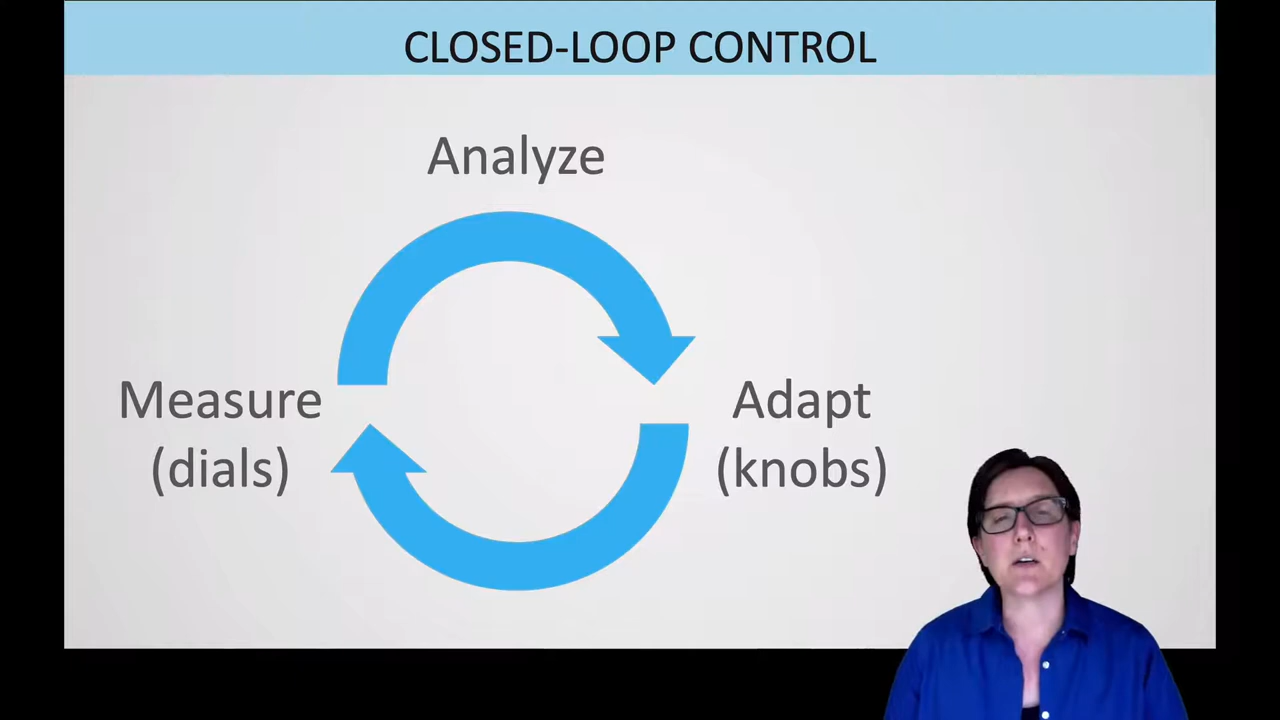 CLOSED-LOOP CONTROL
Analyze
Measure
(dials)
Adapt
(knobs)